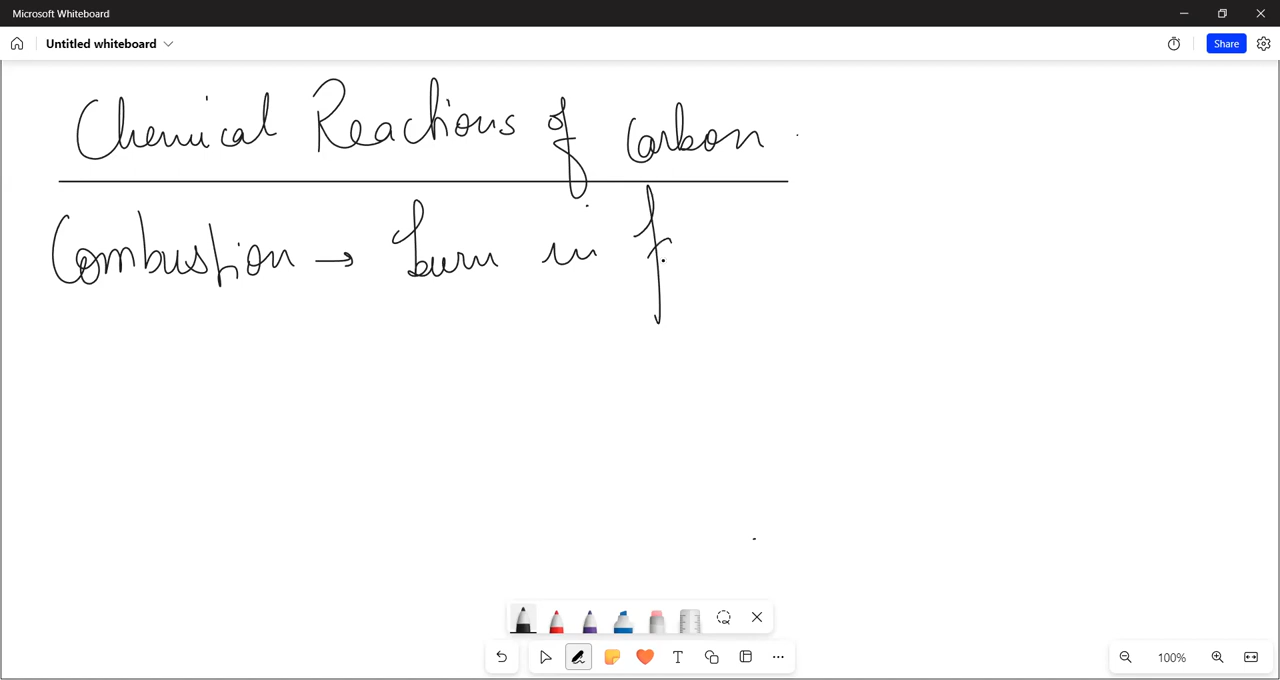 Microsoft Whiteboard
Untitled whiteboard
Share
Chemical Reactions of Carbon
Combustion → burn in
T
100%